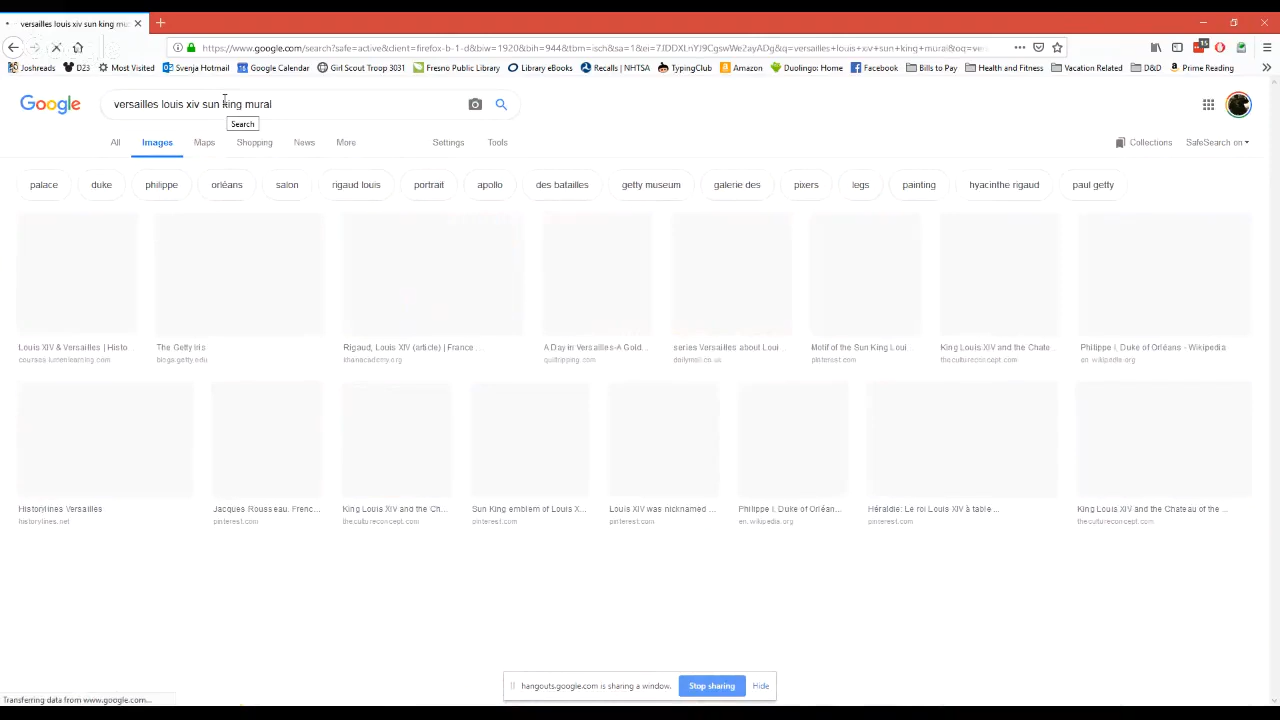 versailles louis xiv sun king mu
https://www.google.com/search?safe=active&client=firefox-b-1-d&biw=1920&bih=944&tbm=isch&sa=1&ei=7JDDXLnYJ9CgswWe2ayADg&q=versailles+louis+xiv+sun+king+mural&oq=ver
15
Joshreads D23 Most Visited Svenja Hotmail Google Calendar Girl Scout Troop 3031 Fresno Public Library Library eBooks Recalls | NHTSA TypingClub Amazon Duolingo: Home Facebook Bills to Pay Health and Fitness Vacation Related D&D Prime Reading
Google versailles louis xiv sun king mural
Search
All Images Maps Shopping News More Settings Tools Collections SafeSearch on
palace duke philippe orléans salon rigaud louis portrait apollo des batailles getty museum galerie des pixers legs painting hyacinthe rigaud paul getty
Louis XIV & Versailles | Histo... The Getty Iris Rigaud, Louis XIV (article) | France ... A Day in Versailles-A Gold... series Versailles about Loui... Motif of the Sun King Loui... King Louis XIV and the Chate... Philippe I, Duke of Orléans - Wikipedia
courses.lumenlearning.com blogs.getty.edu khanacademy.org quitripping.com dailymail.co.uk pinterest.com thecultureconcept.com en.wikipedia.org
Historylines Versailles Jacques Rousseau. Frenc... King Louis XIV and the Ch... Sun King emblem of Louis X... Louis XIV was nicknamed ... Philippe I, Duke of Orléan... Héraldie: Le roi Louis XIV à table ... King Louis XIV and the Chateau of the ...
historylines.net pinterest.com thecultureconcept.com pinterest.com pinterest.com en.wikipedia.org pinterest.com thecultureconcept.com
hangouts.google.com is sharing a window. Stop sharing Hide
Transferring data from www.google.com...